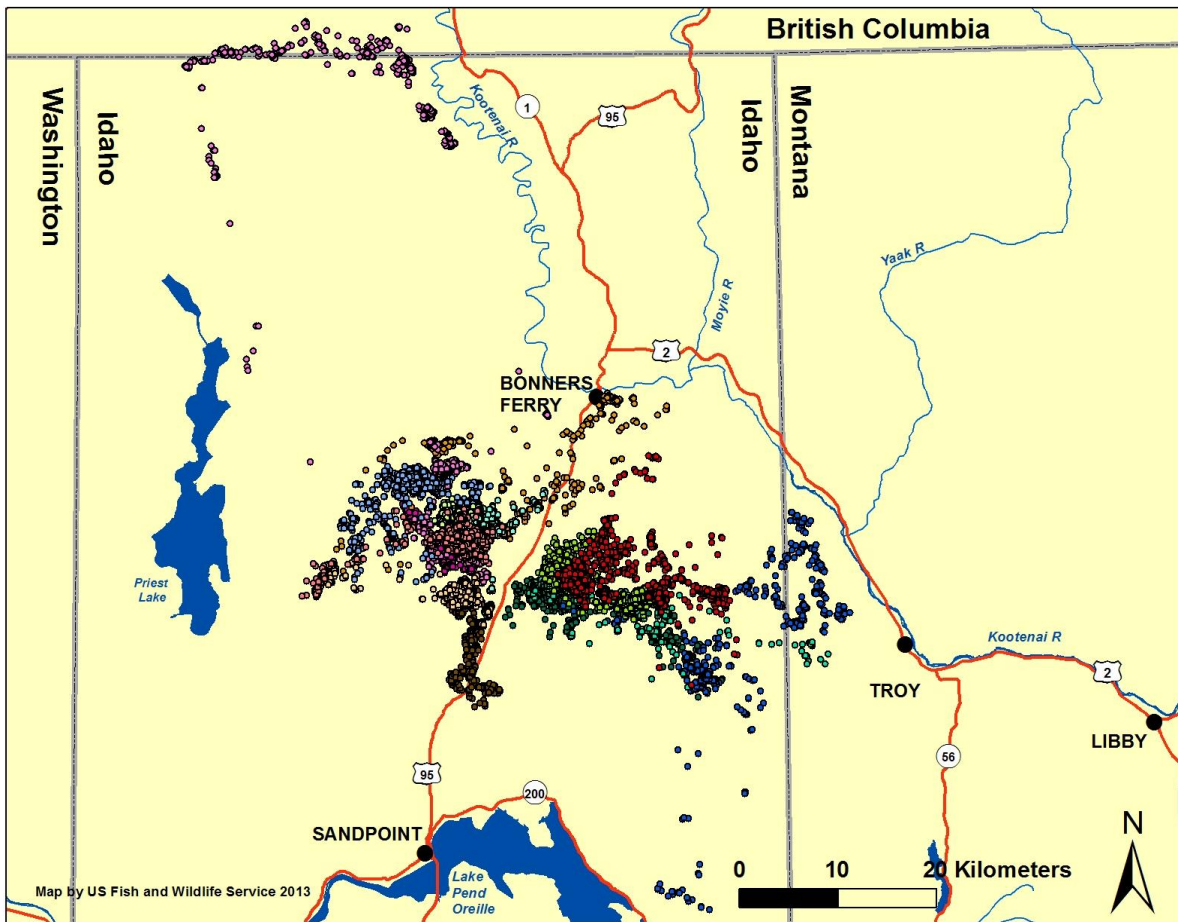 British Columbia
Washington
Idaho
Idaho
Montana
Kootenai R
1
95
Yaak R
Moyie R
2
BONNERS
FERRY
Priest
Lake
TROY
Kootenai R
2
LIBBY
56
95
200
SANDPOINT
Lake
Pend
Oreille
N
0 10 20 Kilometers
Map by US Fish and Wildlife Service 2013